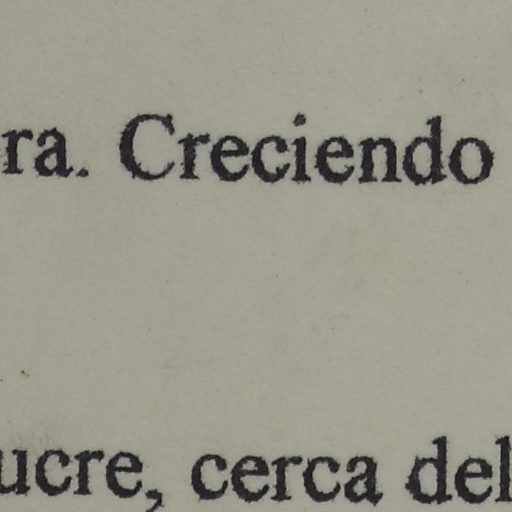 ra. Creciendo
ucre, cerca del